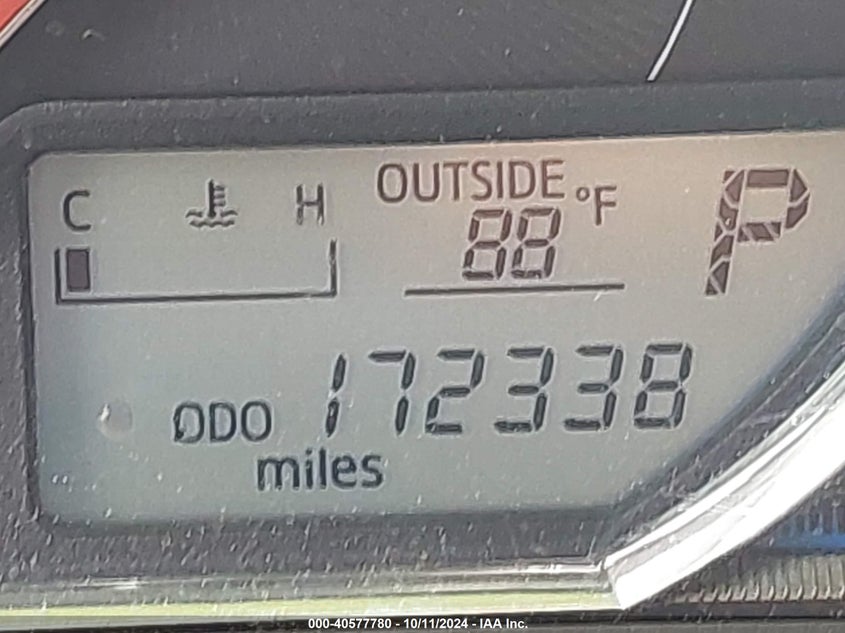 C H OUTSIDE °F P
88
ODO 172338
miles
000-40577780 - 10/11/2024 - IAA Inc.